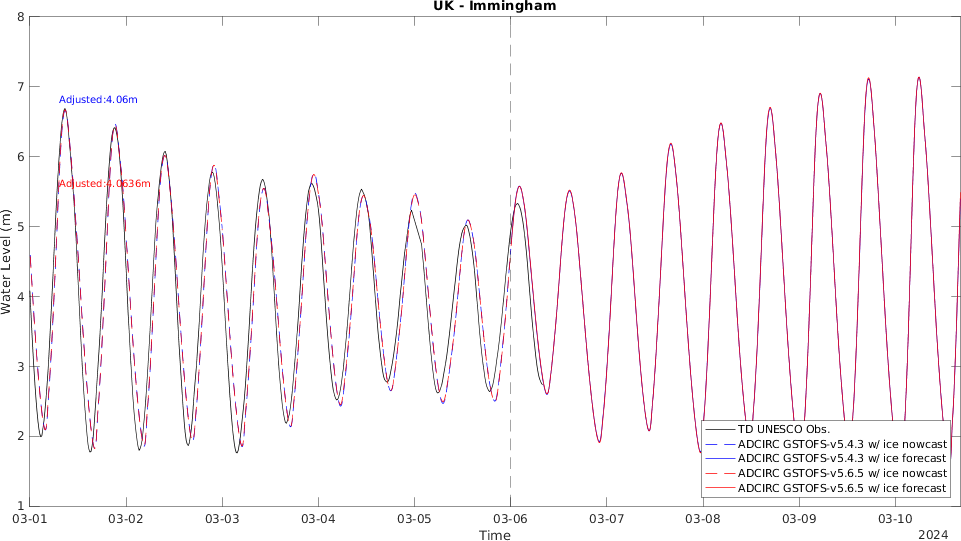 UK - Immingham
8
7
6
5
4
3
2
1
Water Level (m)
Adjusted:4.06m
Adjusted:4.0636m
TD UNESCO Obs.
ADCIRC GSTOFS-v5.4.3 w/ ice nowcast
ADCIRC GSTOFS-v5.4.3 w/ ice forecast
ADCIRC GSTOFS-v5.6.5 w/ ice nowcast
ADCIRC GSTOFS-v5.6.5 w/ ice forecast
03-01 03-02 03-03 03-04 03-05 03-06 03-07 03-08 03-09 03-10
Time
2024